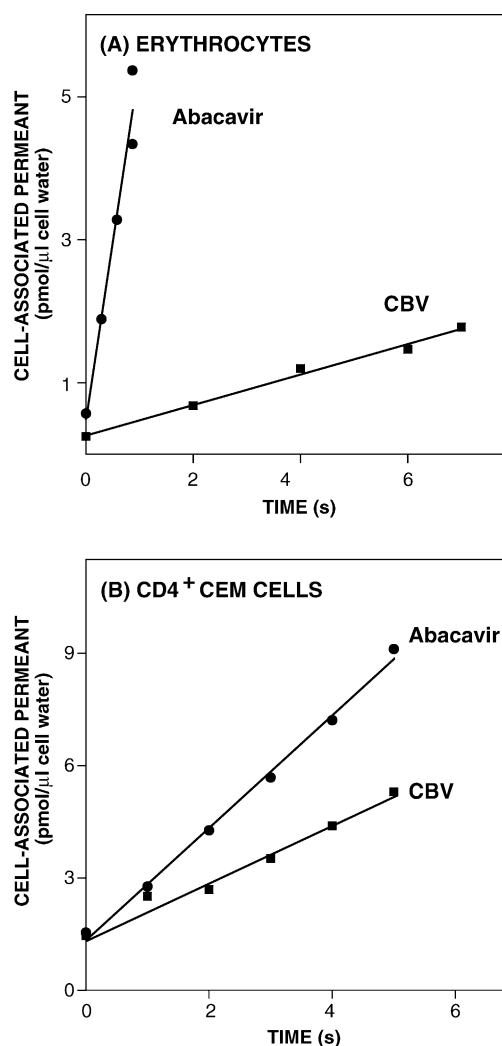 (A) ERYTHROCYTES
CELL-ASSOCIATED PERMEANT
(pmol/μl cell water)
5
3
1
Abacavir
CBV
0 2 4 6
TIME (s)
(B) CD4+ CEM CELLS
CELL-ASSOCIATED PERMEANT
(pmol/μl cell water)
9
6
3
0
Abacavir
CBV
0 2 4 6
TIME (s)